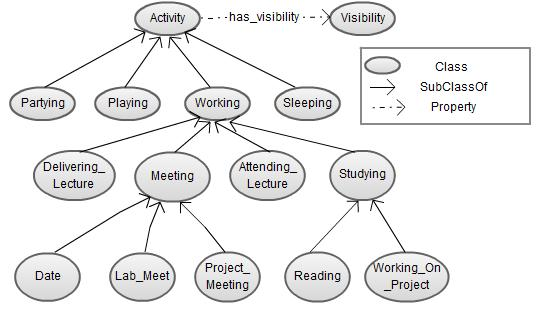 Activity
has_visibility
Visibility
Class
SubClassOf
Property
Partying
Playing
Working
Sleeping
Delivering_
Lecture
Meeting
Attending_
Lecture
Studying
Date
Lab_Meet
Project_
Meeting
Reading
Working_On
_Project